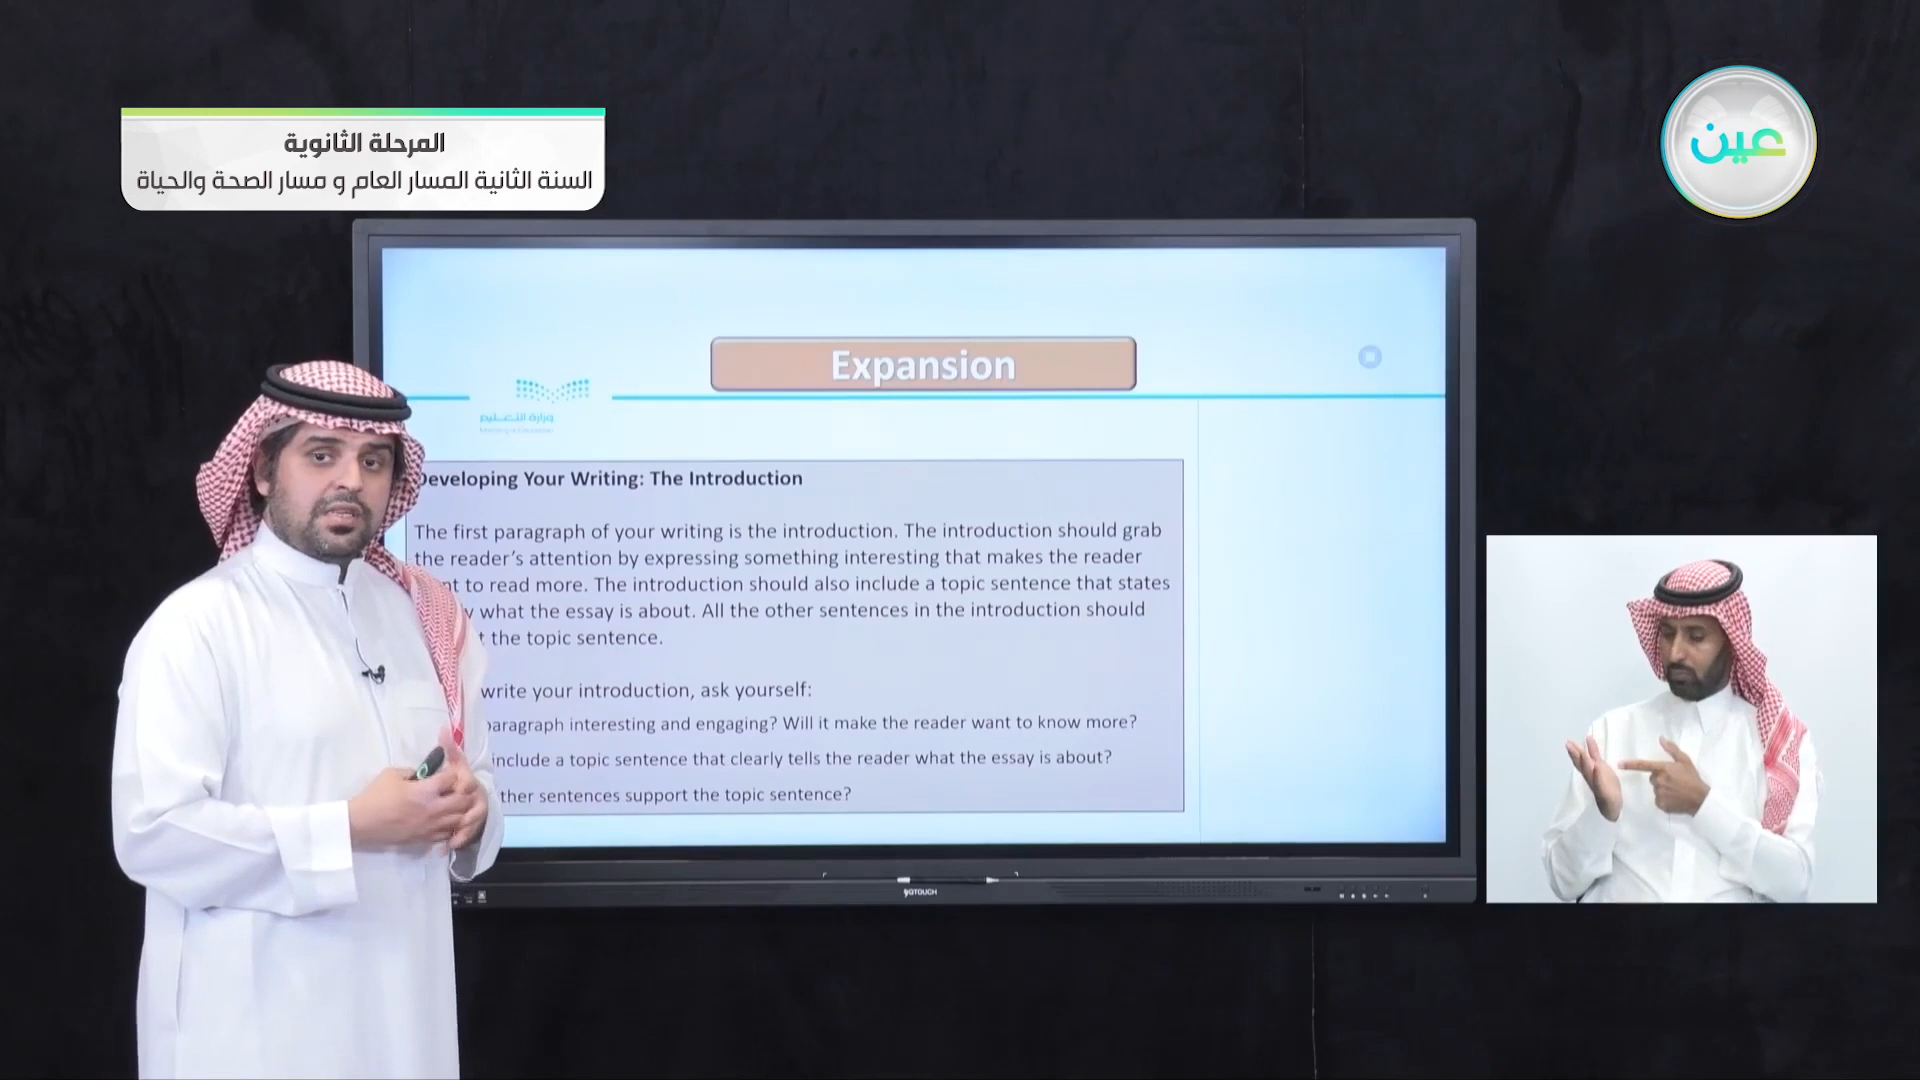 المرحلة الثانوية
السنة الثانية المسار العام و مسار الصحة والحياة
عين
Expansion
وزارة التعليم
Ministry of Education
Developing Your Writing: The Introduction
The first paragraph of your writing is the introduction. The introduction should grab
the reader's attention by expressing something interesting that makes the reader
to read more. The introduction should also include a topic sentence that states
what the essay is about. All the other sentences in the introduction should
the topic sentence.
write your introduction, ask yourself:
paragraph interesting and engaging? Will it make the reader want to know more?
include a topic sentence that clearly tells the reader what the essay is about?
sentences support the topic sentence?
QTOUCH